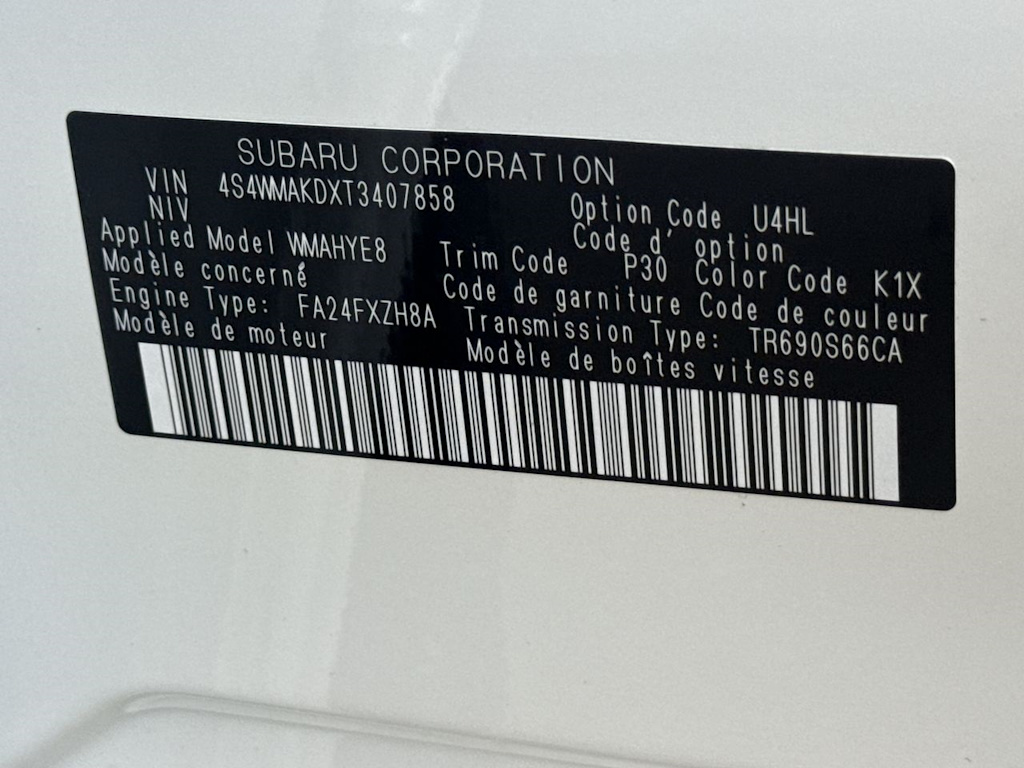 SUBARU CORPORATION
VIN 4S4WMAKDXT3407858
NIV
Option Code U4HL
Code d' option
Applied Model WMAHYE8
Modèle concerné
Trim Code P30 Color Code K1X
Code de garniture Code de couleur
Engine Type: FA24FXZH8A
Modèle de moteur
Transmission Type: TR690S66CA
Modèle de boîtes vitesse